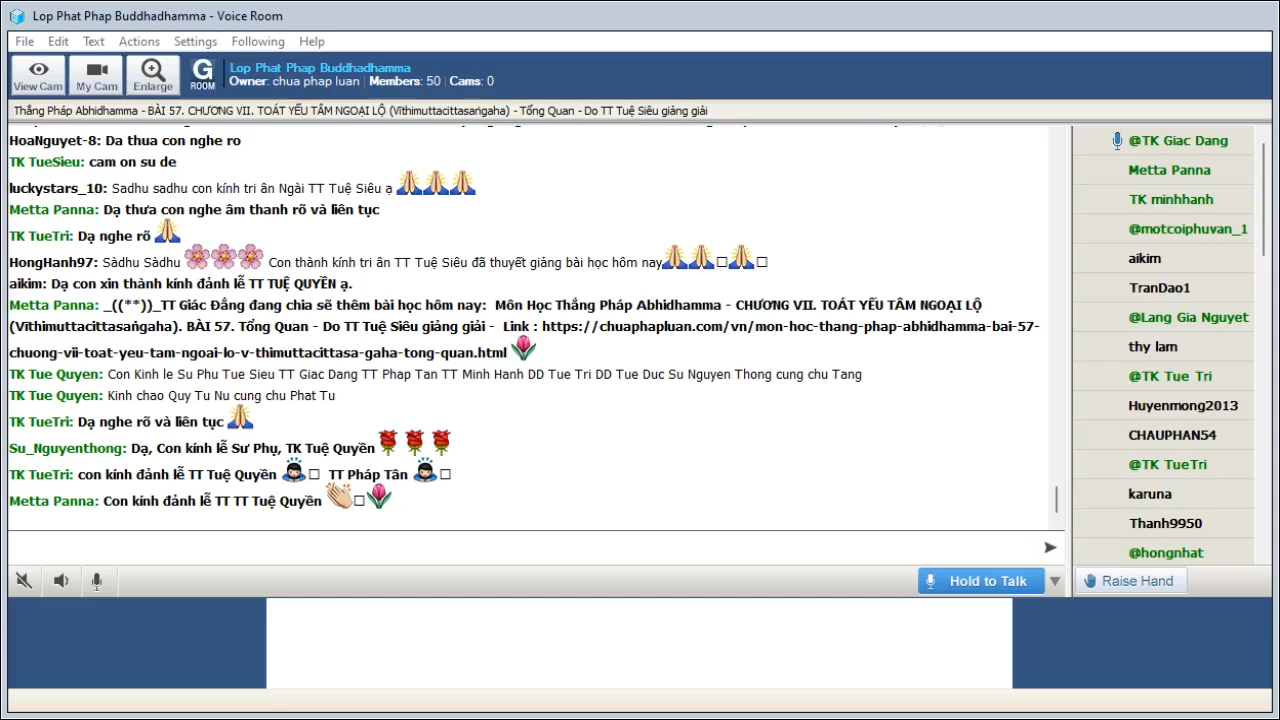 Lop Phat Phap Buddhadhamma - Voice Room
File Edit Text Actions Settings Following Help
View Cam My Cam Enlarge G ROOM
Lop Phat Phap Buddhadhamma
Owner: chua phap luan Members: 50 Cams: 0
Thắng Pháp Abhidhamma - BÀI 57. CHƯƠNG VII. TOÁT YẾU TÂM NGOẠI LỘ (Vīthimuttacittasaṅgaha) - Tổng Quan - Do TT Tuệ Siêu giảng giải
HoaNguyet-8: Da thua con nghe ro
TK TueSieu: cam on su de
luckystars_10: Sadhu sadhu con kính tri ân Ngài TT Tuệ Siêu ạ 🙏🙏🙏
Metta Panna: Dạ thưa con nghe âm thanh rõ và liên tục
TK TueTri: Dạ nghe rõ 🙏
HongHanh97: Sàdhu Sàdhu 🌸🌸🌸 Con thành kính tri ân TT Tuệ Siêu đã thuyết giảng bài học hôm nay🙏🙏□🙏□
aikim: Dạ con xin thành kính đảnh lễ TT TUỆ QUYỀN ạ.
Metta Panna: _((**))_TT Giác Đẳng đang chia sẽ thêm bài học hôm nay: Môn Học Thắng Pháp Abhidhamma - CHƯƠNG VII. TOÁT YẾU TÂM NGOẠI LỘ
(Vīthimuttacittasaṅgaha). BÀI 57. Tổng Quan - Do TT Tuệ Siêu giảng giải - Link : https://chuaphapluan.com/vn/mon-hoc-thang-phap-abhidhamma-bai-57-
chuong-vii-toat-yeu-tam-ngoai-lo-v-thimuttacittasa-gaha-tong-quan.html 🌷
TK Tue Quyen: Con Kinh le Su Phu Tue Sieu TT Giac Dang TT Phap Tan TT Minh Hanh DD Tue Tri DD Tue Duc Su Nguyen Thong cung chu Tang
TK Tue Quyen: Kinh chao Quy Tu Nu cung chu Phat Tu
TK TueTri: Dạ nghe rõ và liên tục 🙏
Su_Nguyenthong: Dạ, Con kính lễ Sư Phụ, TK Tuệ Quyền 🌹 🌹 🌹
TK TueTri: con kính đảnh lễ TT Tuệ Quyền 🙇□ TT Pháp Tân 🙇□
Metta Panna: Con kính đảnh lễ TT TT Tuệ Quyền 👏□🌷
@TK Giac Dang
Metta Panna
TK minhhanh
@motcoiphuvan_1
aikim
TranDao1
@Lang Gia Nguyet
thy lam
@TK Tue Tri
Huyenmong2013
CHAUPHAN54
@TK TueTri
karuna
Thanh9950
@hongnhat
Hold to Talk
Raise Hand